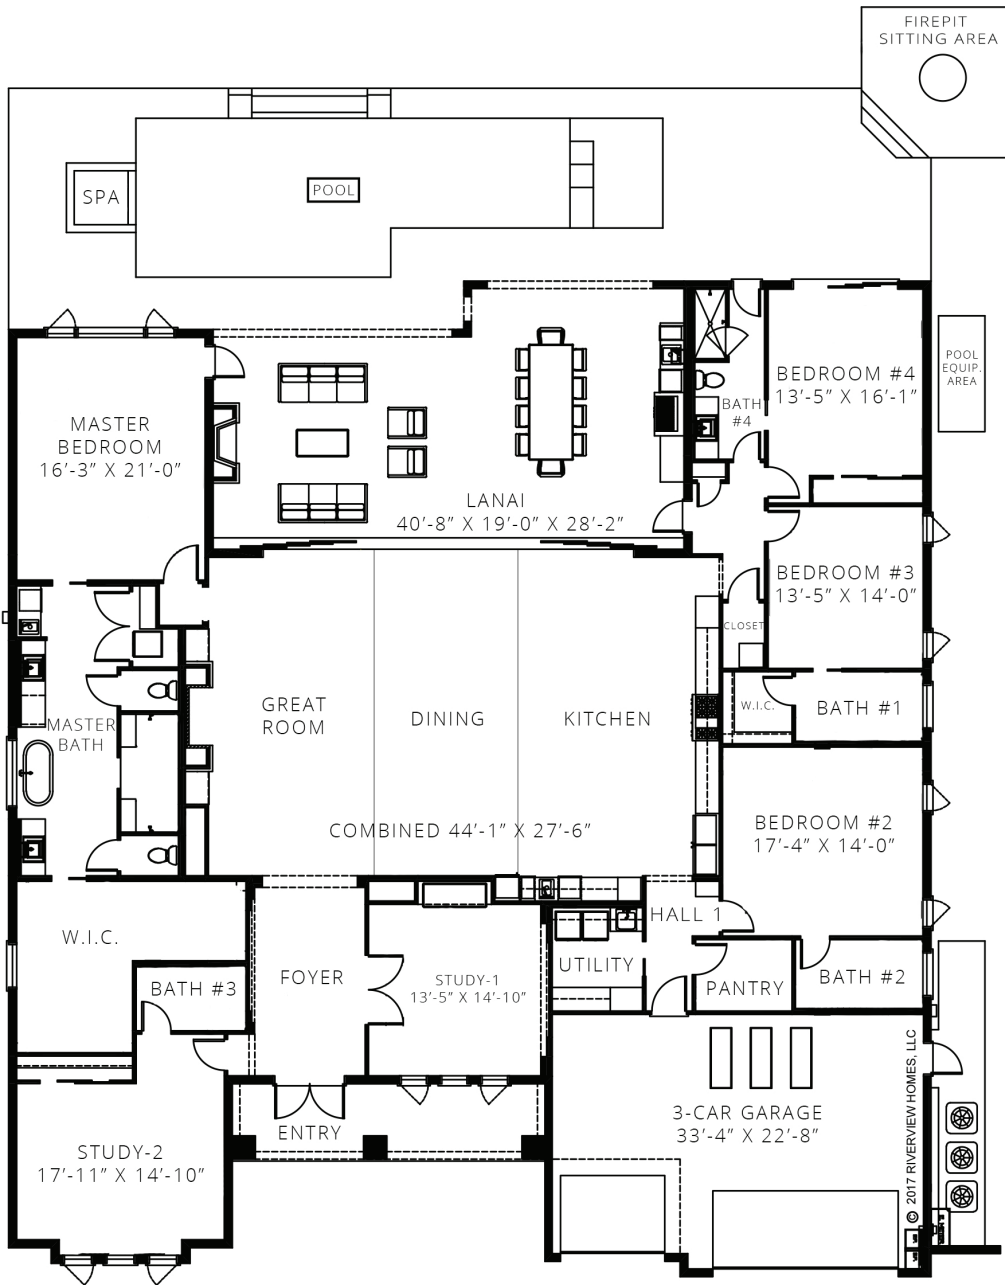 FIREPIT
SITTING AREA
SPA
POOL
POOL
EQUIP.
AREA
MASTER
BEDROOM
16'-3" X 21'-0"
BEDROOM #4
13'-5" X 16'-1"
BATH
#4
LANAI
40'-8" X 19'-0" X 28'-2"
BEDROOM #3
13'-5" X 14'-0"
CLOSET
W.I.C.
BATH #1
GREAT
ROOM
DINING
KITCHEN
MASTER
BATH
COMBINED 44'-1" X 27'-6"
BEDROOM #2
17'-4" X 14'-0"
W.I.C.
HALL 1
FOYER
BATH #3
STUDY-1
13'-5" X 14'-10"
UTILITY
PANTRY
BATH #2
3-CAR GARAGE
33'-4" X 22'-8"
ENTRY
STUDY-2
17'-11" X 14'-10"
© 2017 RIVERVIEW HOMES, LLC